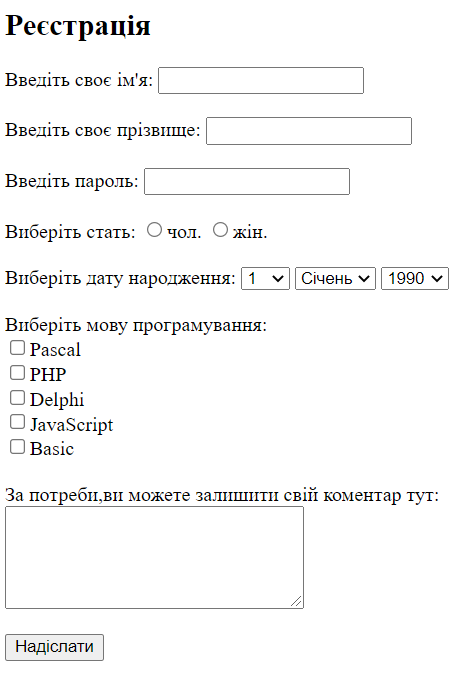 Реєстрація
Введіть своє ім'я:
Введіть своє прізвище:
Введіть пароль:
Виберіть стать: чол. жін.
Виберіть дату народження: 1 Січень 1990
Виберіть мову програмування:
Pascal
PHP
Delphi
JavaScript
Basic
За потреби,ви можете залишити свій коментар тут:
Надіслати